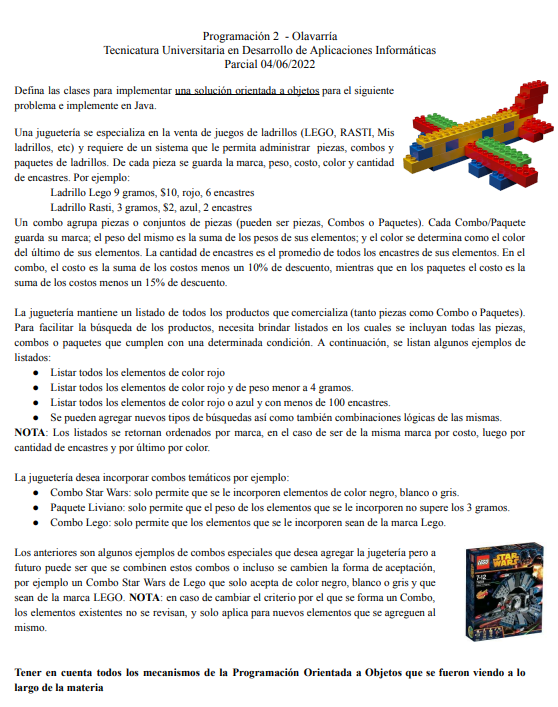 Programación 2 - Olavarría
Tecnicatura Universitaria en Desarrollo de Aplicaciones Informáticas
Parcial 04/06/2022
Defina las clases para implementar una solución orientada a objetos para el siguiente
problema e implemente en Java.
Una juguetería se especializa en la venta de juegos de ladrillos (LEGO, RASTI, Mis
ladrillos, etc) y requiere de un sistema que le permita administrar piezas, combos y
paquetes de ladrillos. De cada pieza se guarda la marca, peso, costo, color y cantidad
de encastres. Por ejemplo:
Ladrillo Lego 9 gramos, $10, rojo, 6 encastres
Ladrillo Rasti, 3 gramos, $2, azul, 2 encastres
Un combo agrupa piezas o conjuntos de piezas (pueden ser piezas, Combos o Paquetes). Cada Combo/Paquete
guarda su marca; el peso del mismo es la suma de los pesos de sus elementos; y el color se determina como el color
del último de sus elementos. La cantidad de encastres es el promedio de todos los encastres de sus elementos. En el
combo, el costo es la suma de los costos menos un 10% de descuento, mientras que en los paquetes el costo es la
suma de los costos menos un 15% de descuento.
La juguetería mantiene un listado de todos los productos que comercializa (tanto piezas como Combo o Paquetes).
Para facilitar la búsqueda de los productos, necesita brindar listados en los cuales se incluyan todas las piezas,
combos o paquetes que cumplen con una determinada condición. A continuación, se listan algunos ejemplos de
listados:
● Listar todos los elementos de color rojo
● Listar todos los elementos de color rojo y de peso menor a 4 gramos.
● Listar todos los elementos de color rojo o azul y con menos de 100 encastres.
● Se pueden agregar nuevos tipos de búsquedas así como también combinaciones lógicas de las mismas.
NOTA: Los listados se retornan ordenados por marca, en el caso de ser de la misma marca por costo, luego por
cantidad de encastres y por último por color.
La juguetería desea incorporar combos temáticos por ejemplo:
● Combo Star Wars: solo permite que se le incorporen elementos de color negro, blanco o gris.
● Paquete Liviano: solo permite que el peso de los elementos que se le incorporen no supere los 3 gramos.
● Combo Lego: solo permite que los elementos que se le incorporen sean de la marca Lego.
Los anteriores son algunos ejemplos de combos especiales que desea agregar la jugetería pero a
futuro puede ser que se combinen estos combos o incluso se cambien la forma de aceptación,
por ejemplo un Combo Star Wars de Lego que solo acepta de color negro, blanco o gris y que
sean de la marca LEGO. NOTA: en caso de cambiar el criterio por el que se forma un Combo,
los elementos existentes no se revisan, y solo aplica para nuevos elementos que se agreguen al
mismo.
LEGO STAR WARS
7-12
Tener en cuenta todos los mecanismos de la Programación Orientada a Objetos que se fueron viendo a lo
largo de la materia